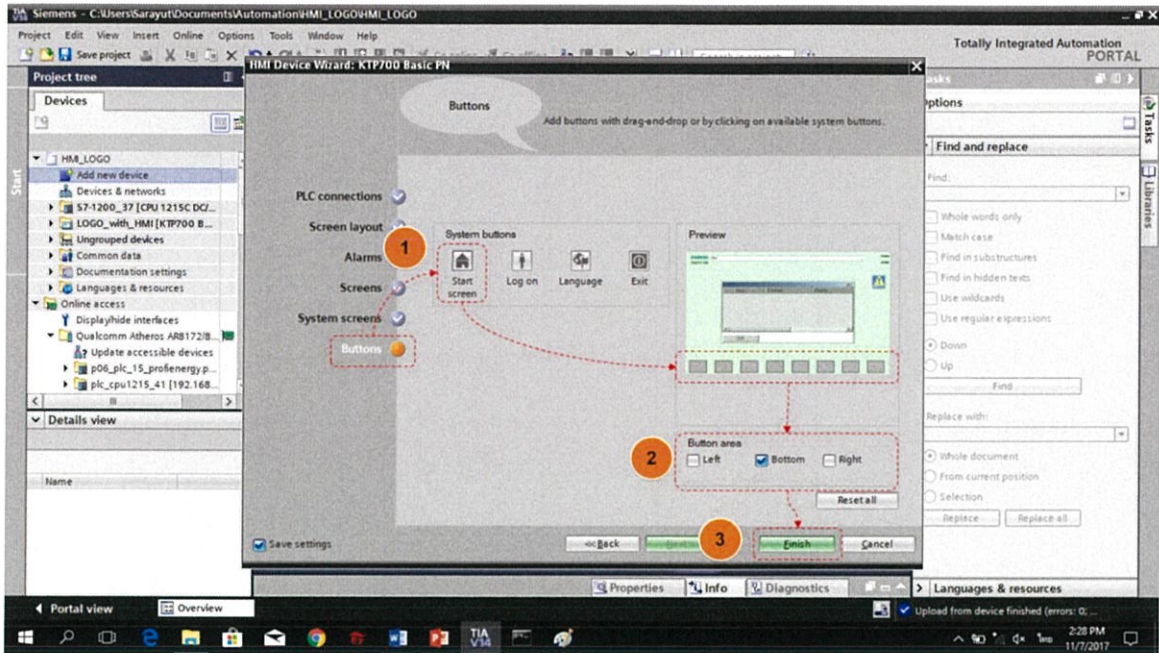 Siemens - C:\Users\Sarayut\Documents\Automation\HMI_LOGO\HMI_LOGO
Project Edit View Insert Online Options Tools Window Help
Save project
Totally Integrated Automation
PORTAL
Project tree
Devices
HMI_LOGO
Add new device
Devices & networks
S7-1200_37 [CPU 1215C DC/...
LOGO_with_HMI [KTP700 B...
Ungrouped devices
Common data
Documentation settings
Languages & resources
Online access
Display/hide interfaces
Qualcomm Atheros AR8172/8...
Update accessible devices
p06_plc_15_profienergy.p...
plc_cpu1215_41 [192.168...
Details view
Name
Start
HMI Device Wizard: KTP700 Basic PN
Buttons
Add buttons with drag-and-drop or by clicking on available system buttons.
PLC connections
Screen layout
Alarms
Screens
System screens
Buttons
1
System buttons
Start screen
Log on
Language
Exit
Preview
2
Button area
Left
Bottom
Right
Reset all
Save settings
<< Back
3
Finish
Cancel
Options
Find and replace
Find:
Whole words only
Match case
Find in substructures
Find in hidden texts
Use wildcards
Use regular expressions
Down
Up
Find
Replace with:
Whole document
From current position
Selection
Replace
Replace all
Languages & resources
Tasks
Libraries
Properties
Info
Diagnostics
Portal view
Overview
Upload from device finished (errors: 0; ...
TIA
V14
2:28 PM
11/7/2017